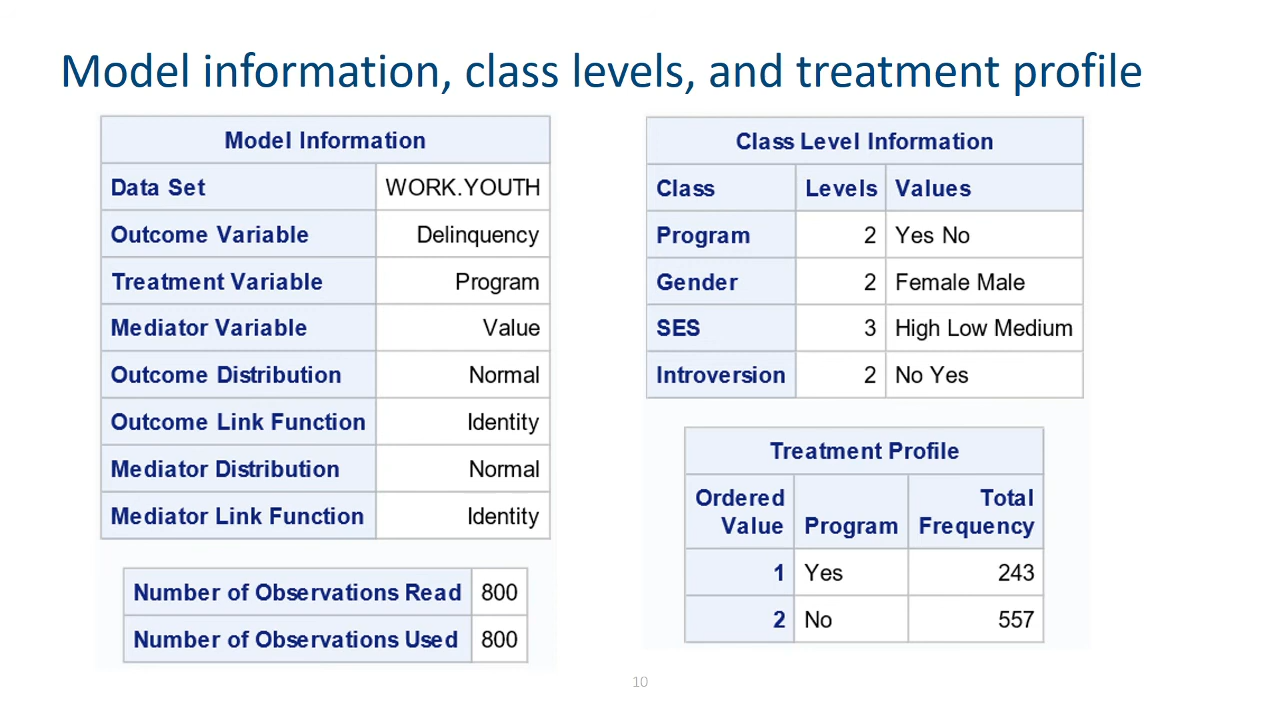 Model information, class levels, and treatment profile
Model Information
Data Set WORK.YOUTH
Outcome Variable Delinquency
Treatment Variable Program
Mediator Variable Value
Outcome Distribution Normal
Outcome Link Function Identity
Mediator Distribution Normal
Mediator Link Function Identity
Number of Observations Read 800
Number of Observations Used 800
Class Level Information
Class Levels Values
Program 2 Yes No
Gender 2 Female Male
SES 3 High Low Medium
Introversion 2 No Yes
Treatment Profile
Ordered Total
Value Program Frequency
1 Yes 243
2 No 557
10